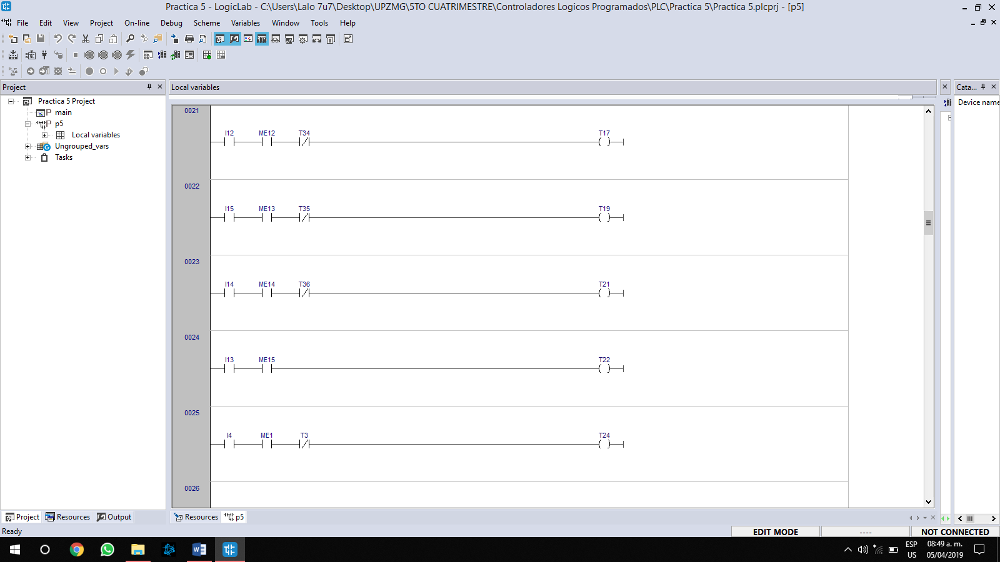 Practica 5 - LogicLab - C:\Users\Lalo 7u7\Desktop\UPZMG\5TO CUATRIMESTRE\Controladores Logicos Programados\PLC\Practica 5\Practica 5.plcprj - [p5]
File Edit View Project On-line Debug Scheme Variables Window Tools Help
Project
Local variables
Cata...
Practica 5 Project
main
p5
Local variables
Ungrouped_vars
Tasks
Device name
0021
I12 ME12 T34 T17
0022
I15 ME13 T35 T19
0023
I14 ME14 T36 T21
0024
I13 ME15 T22
0025
I4 ME1 T3 T24
0026
Project Resources Output
Resources p5
Ready
EDIT MODE
----
NOT CONNECTED
ESP
US
08:49 a. m.
05/04/2019